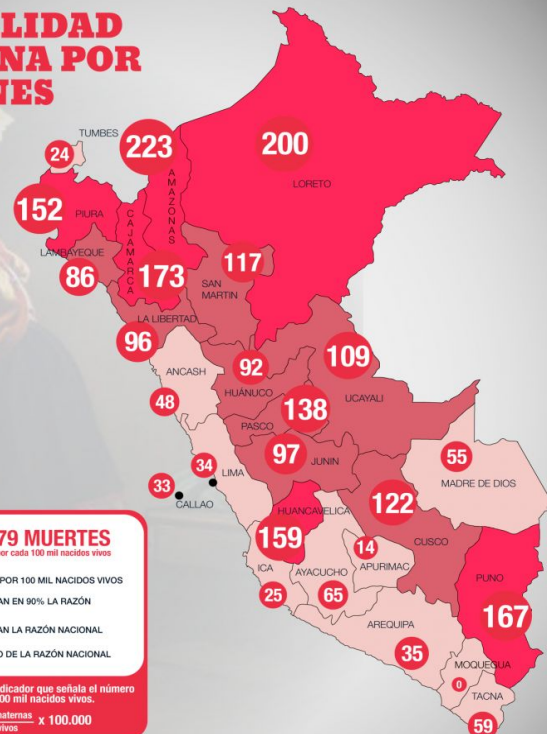 LIDAD
NA POR
NES
TUMBES
24
223
AMAZONAS
200
LORETO
152
PIURA
CAJAMARCA
LAMBAYEQUE
86
173
117
SAN
MARTIN
LA LIBERTAD
96
92
HUÁNUCO
109
UCAYALI
ANCASH
48
138
PASCO
97
JUNIN
34
LIMA
33
CALLAO
55
MADRE DE DIOS
122
CUSCO
HUANCAVELICA
159
14
APURIMAC
ICA
25
AYACUCHO
65
PUNO
167
AREQUIPA
35
MOQUEGUA
0
TACNA
59
79 MUERTES
por cada 100 mil nacidos vivos
POR 100 MIL NACIDOS VIVOS
AN EN 90% LA RAZÓN
AN LA RAZÓN NACIONAL
O DE LA RAZÓN NACIONAL
dicador que señala el número
00 mil nacidos vivos.
maternas
vivos
x 100.000